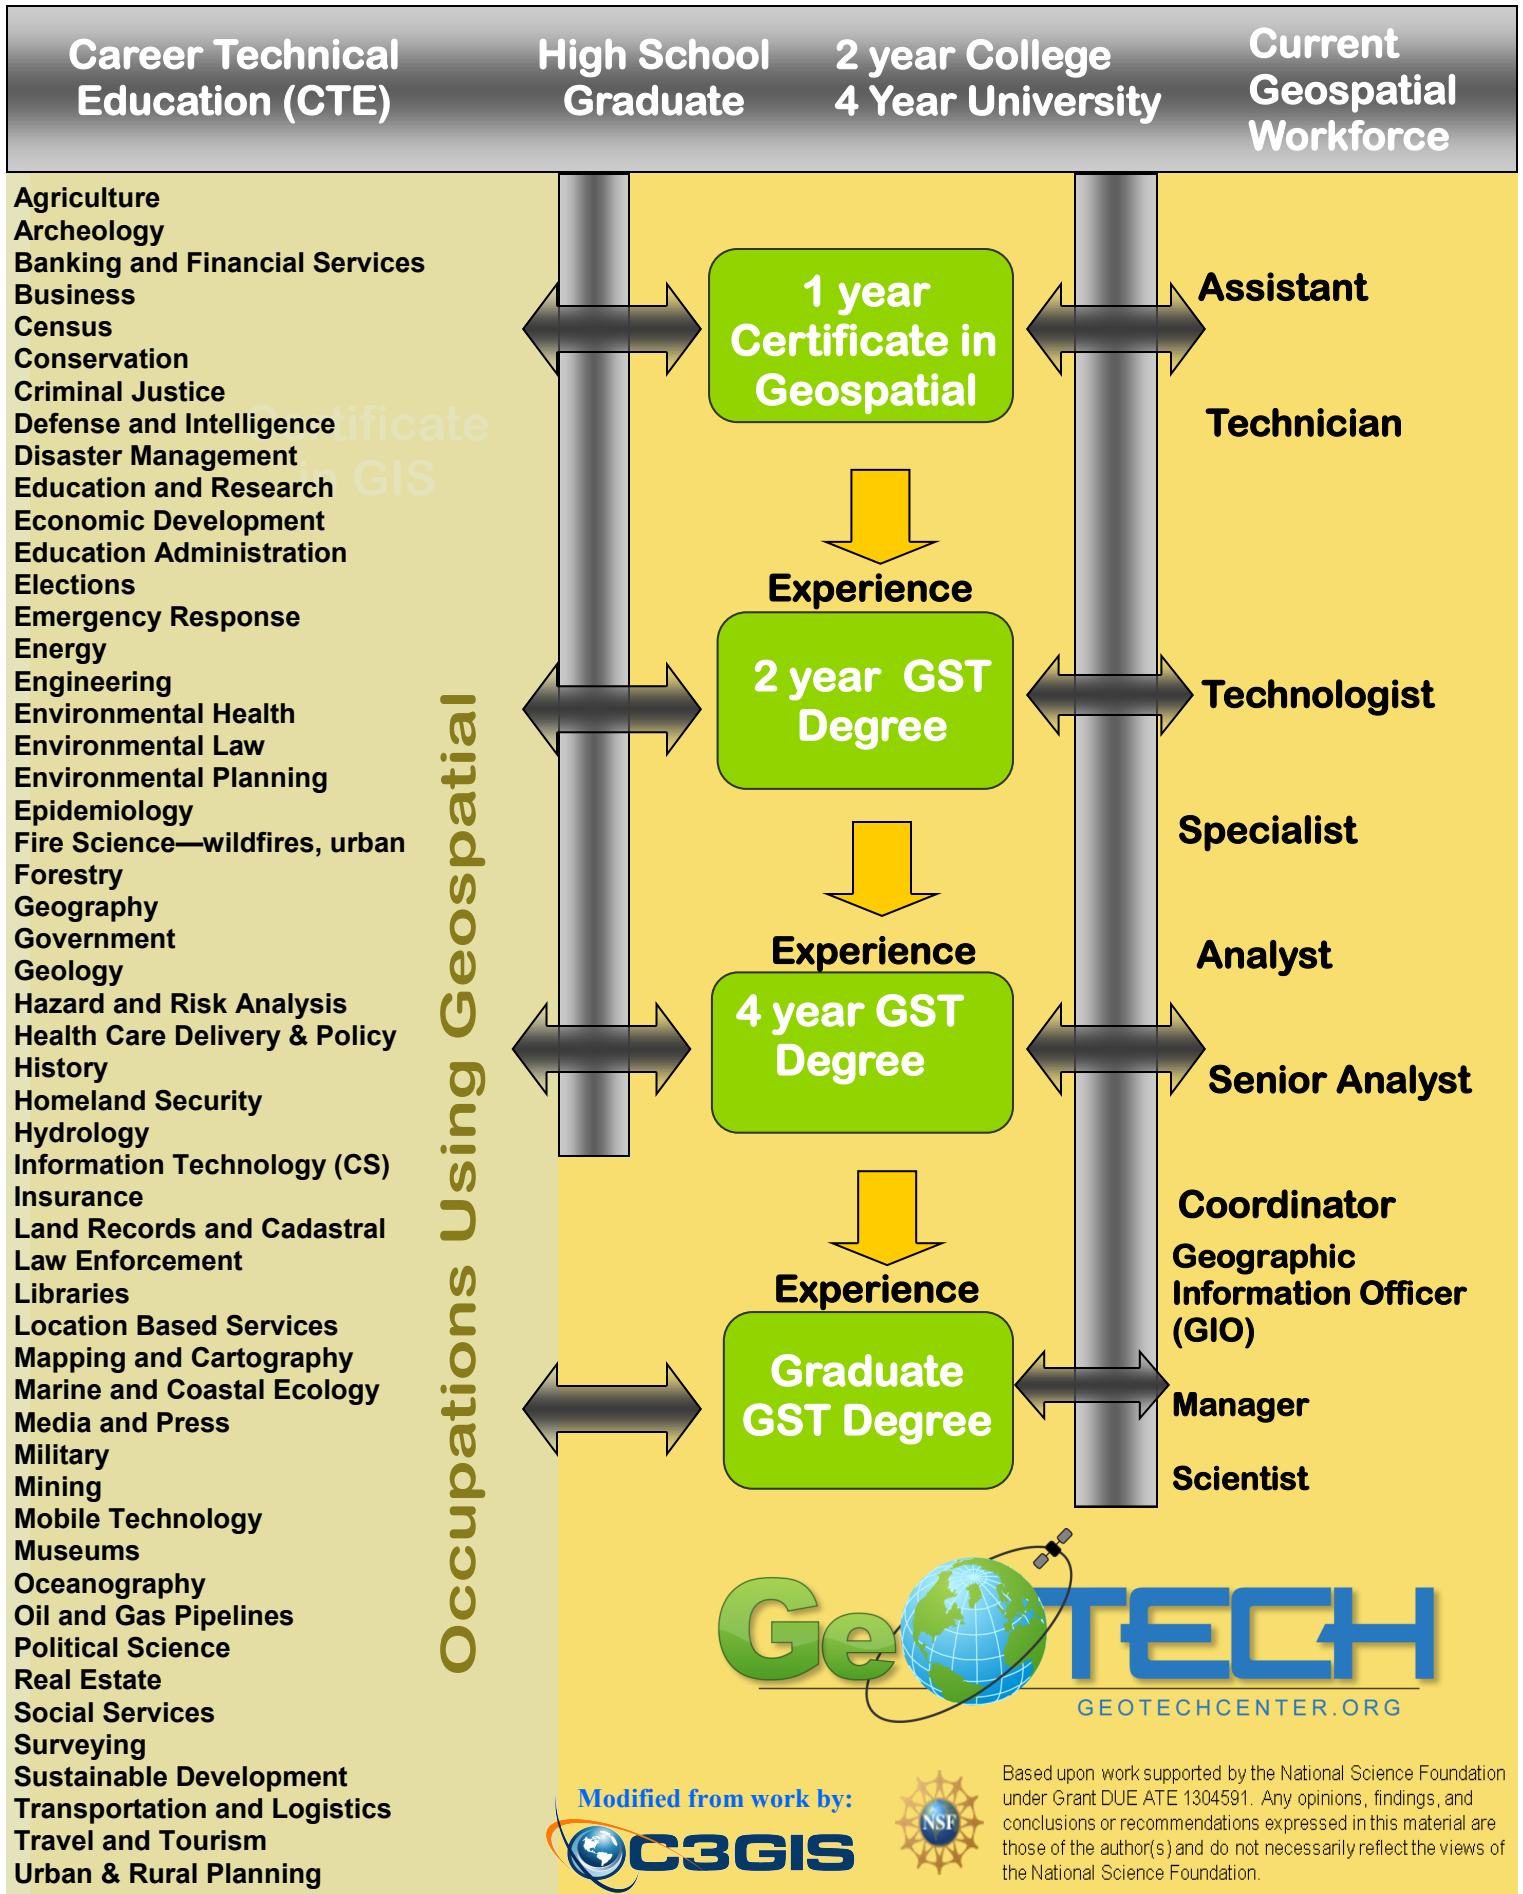 Career Technical
Education (CTE)
High School
Graduate
2 year College
4 Year University
Current
Geospatial
Workforce
Agriculture
Archeology
Banking and Financial Services
Business
Census
Conservation
Criminal Justice
Defense and Intelligence
Disaster Management
Education and Research
Economic Development
Education Administration
Elections
Emergency Response
Energy
Engineering
Environmental Health
Environmental Law
Environmental Planning
Epidemiology
Fire Science—wildfires, urban
Forestry
Geography
Government
Geology
Hazard and Risk Analysis
Health Care Delivery & Policy
History
Homeland Security
Hydrology
Information Technology (CS)
Insurance
Land Records and Cadastral
Law Enforcement
Libraries
Location Based Services
Mapping and Cartography
Marine and Coastal Ecology
Media and Press
Military
Mining
Mobile Technology
Museums
Oceanography
Oil and Gas Pipelines
Political Science
Real Estate
Social Services
Surveying
Sustainable Development
Transportation and Logistics
Travel and Tourism
Urban & Rural Planning
Certificate
in GIS
Occupations Using Geospatial
1 year
Certificate in
Geospatial
Experience
2 year GST
Degree
Experience
4 year GST
Degree
Experience
Graduate
GST Degree
Assistant
Technician
Technologist
Specialist
Analyst
Senior Analyst
Coordinator
Geographic
Information Officer
(GIO)
Manager
Scientist
GeoTECH
GEOTECHCENTER.ORG
Modified from work by:
C3GIS
NSF
Based upon work supported by the National Science Foundation
under Grant DUE ATE 1304591. Any opinions, findings, and
conclusions or recommendations expressed in this material are
those of the author(s) and do not necessarily reflect the views of
the National Science Foundation.